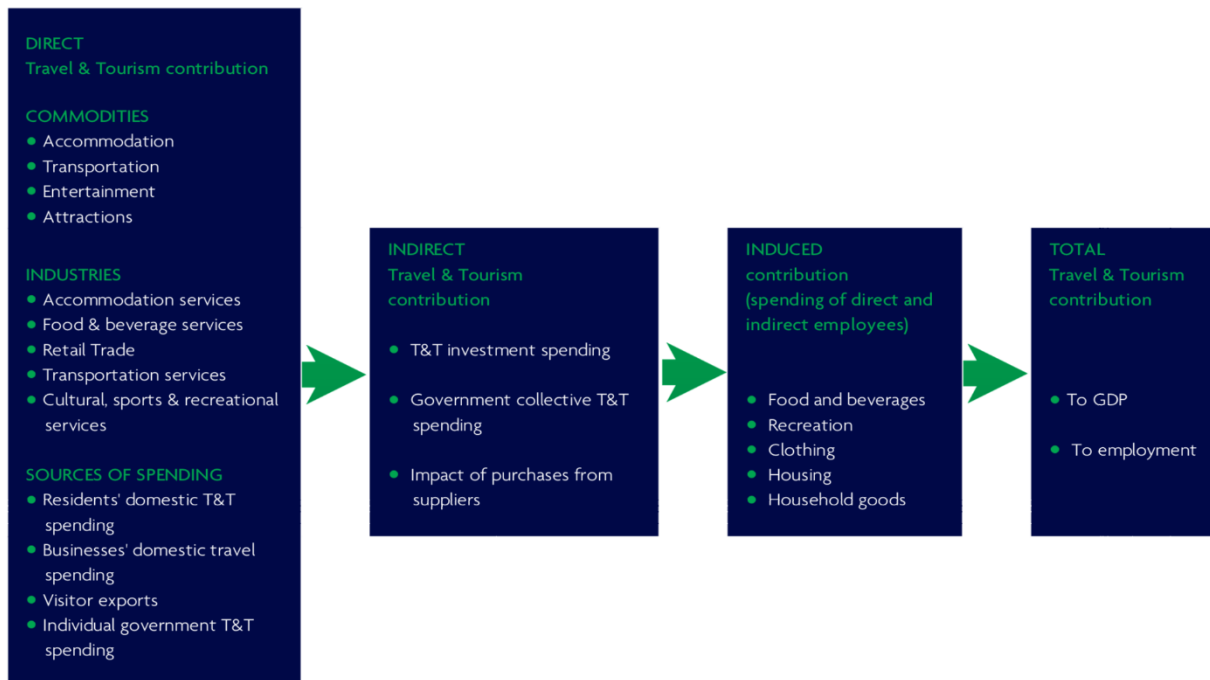 DIRECT
Travel & Tourism contribution
COMMODITIES
● Accommodation
● Transportation
● Entertainment
● Attractions
INDUSTRIES
● Accommodation services
● Food & beverage services
● Retail Trade
● Transportation services
● Cultural, sports & recreational
services
SOURCES OF SPENDING
● Residents' domestic T&T
spending
● Businesses' domestic travel
spending
● Visitor exports
● Individual government T&T
spending
INDIRECT
Travel & Tourism
contribution
● T&T investment spending
● Government collective T&T
spending
● Impact of purchases from
suppliers
INDUCED
contribution
(spending of direct and
indirect employees)
● Food and beverages
● Recreation
● Clothing
● Housing
● Household goods
TOTAL
Travel & Tourism
contribution
● To GDP
● To employment